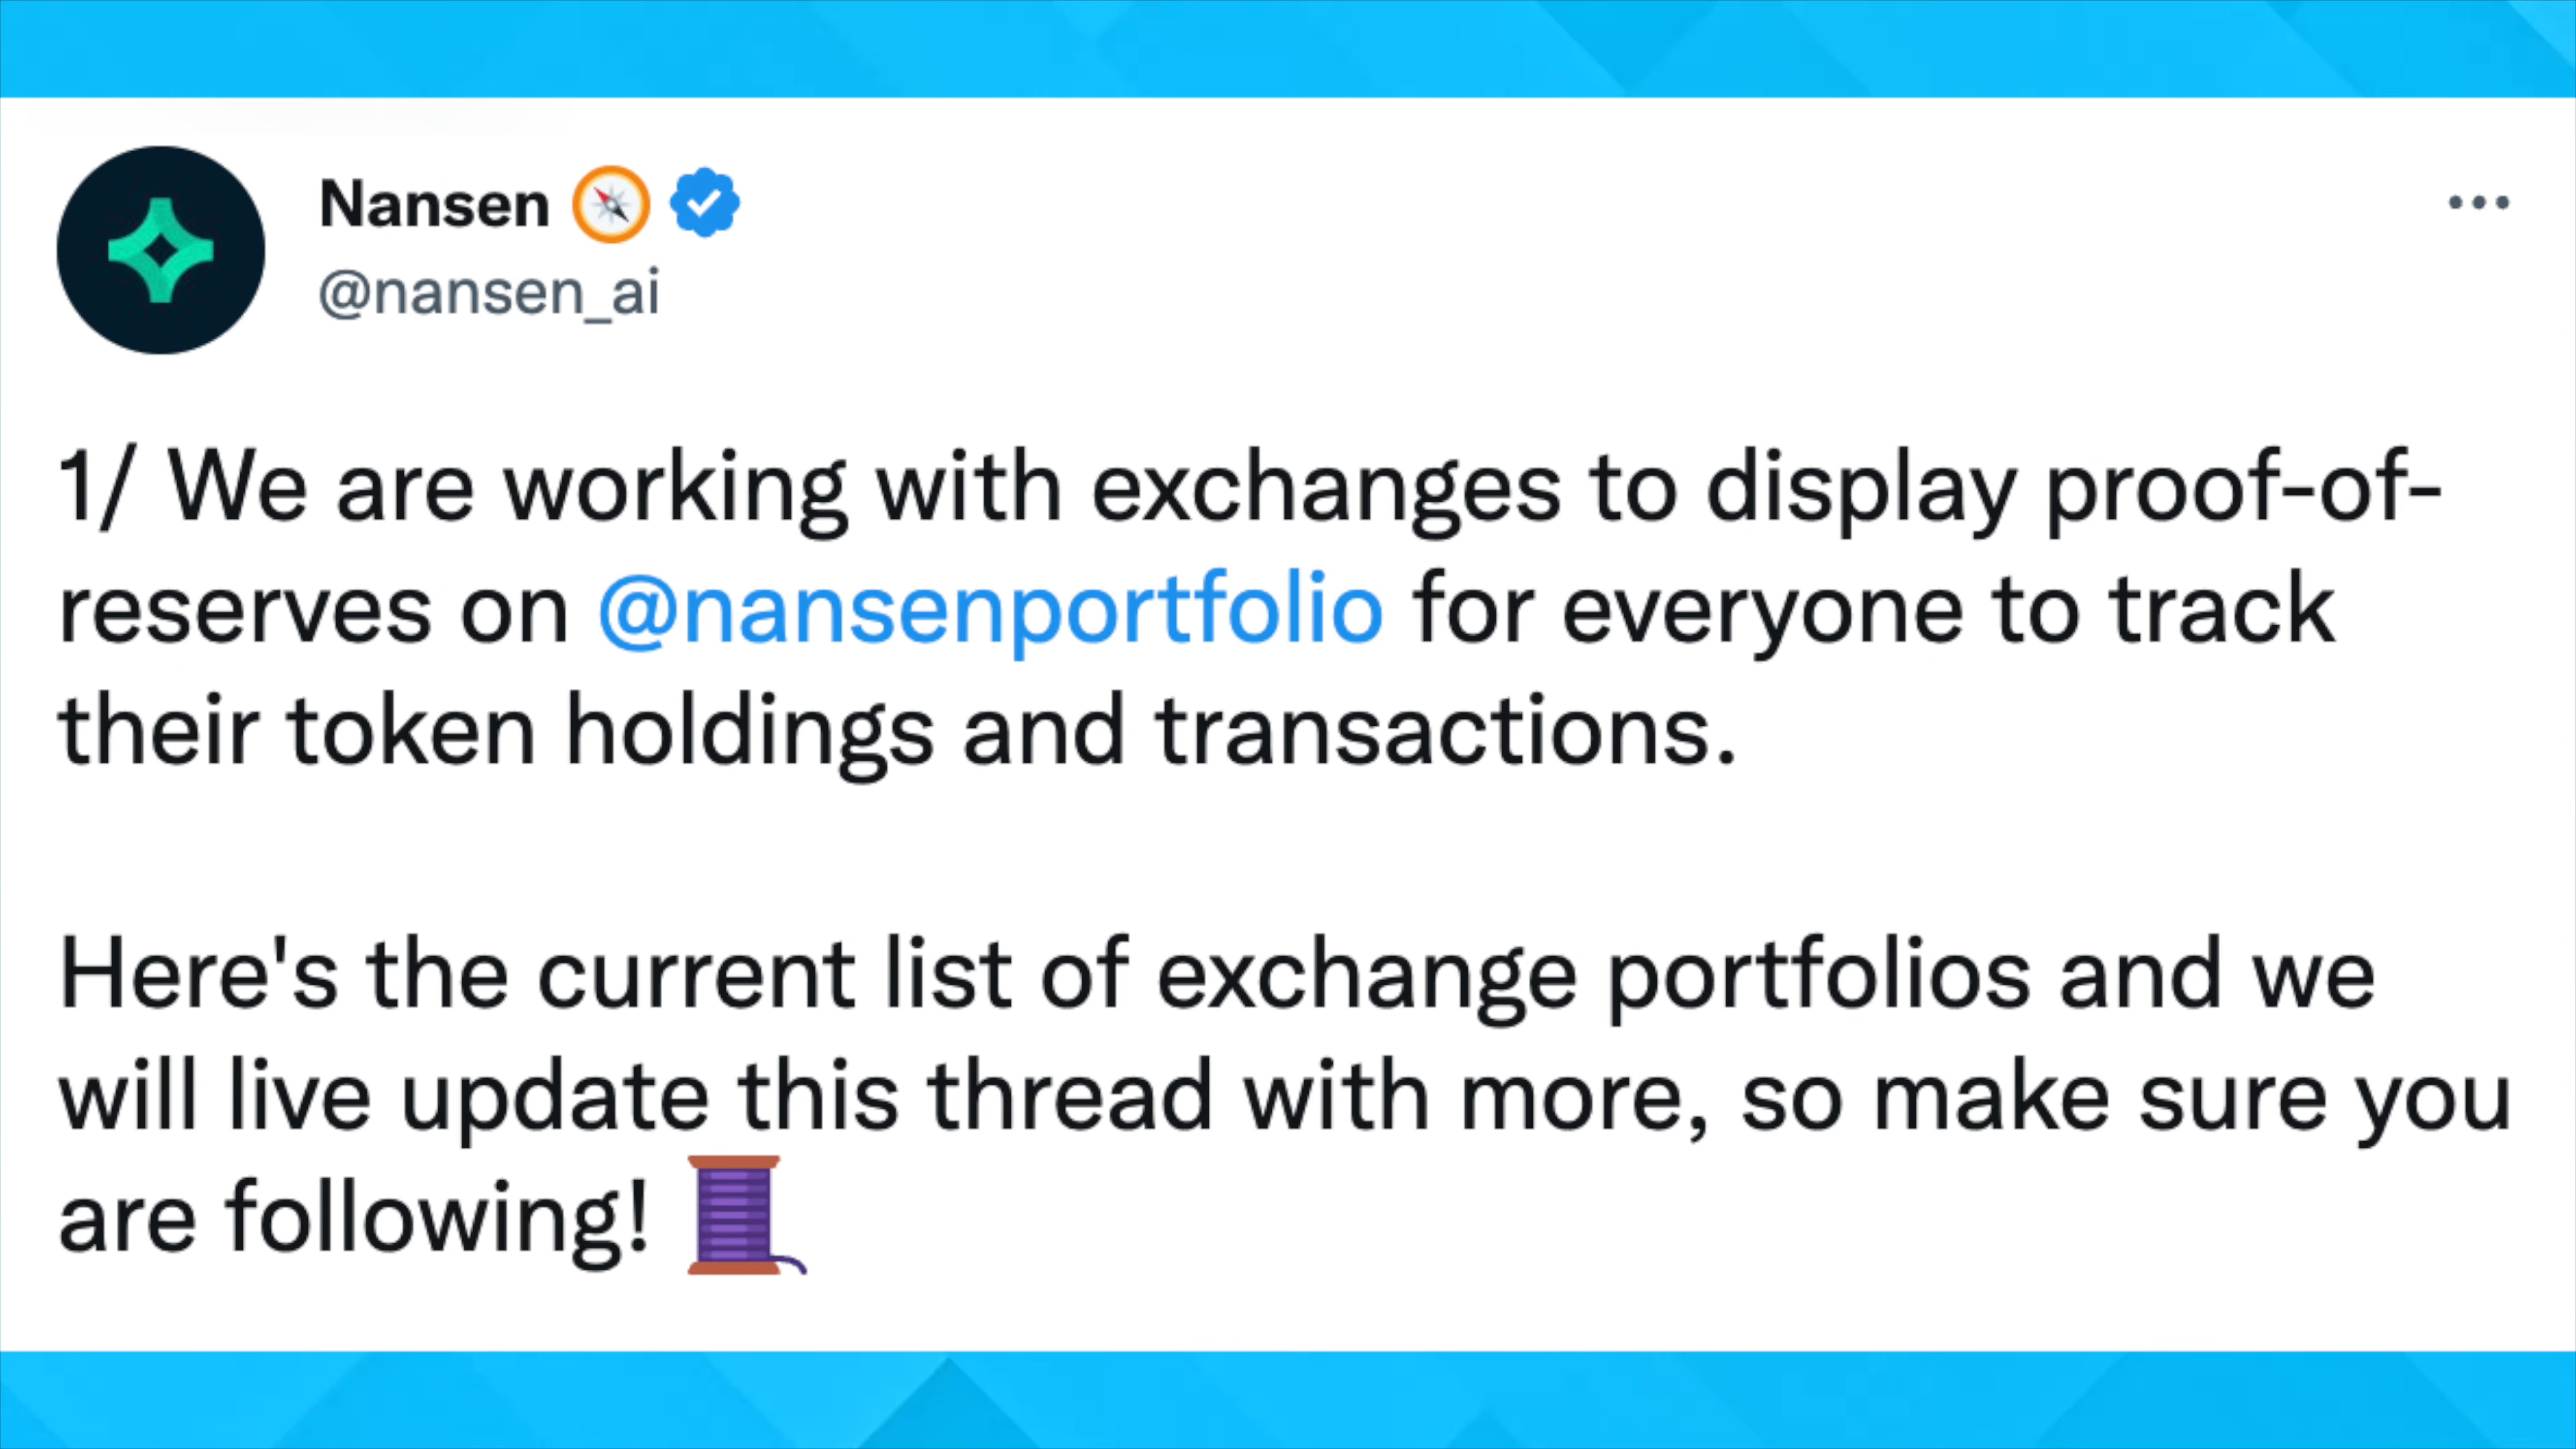 Nansen
@nansen_ai
1/ We are working with exchanges to display proof-of-
reserves on @nansenportfolio for everyone to track
their token holdings and transactions.
Here's the current list of exchange portfolios and we
will live update this thread with more, so make sure you
are following!